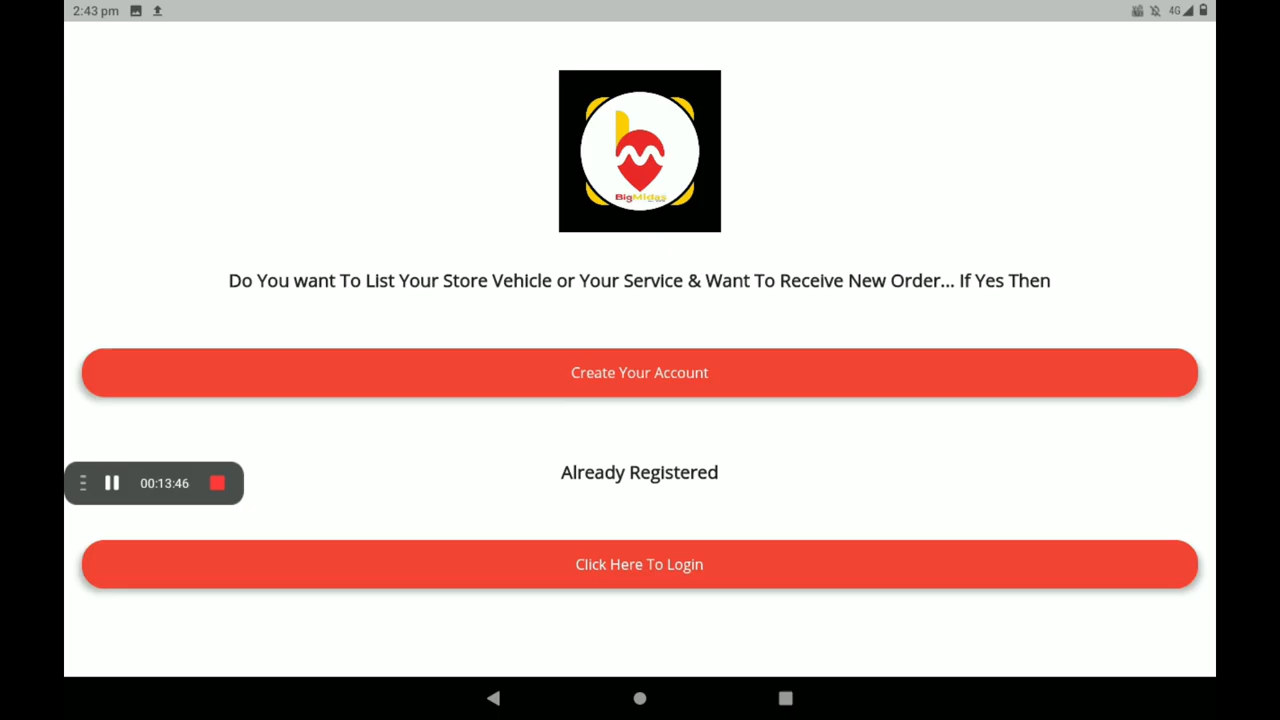 2:43 pm
4G
BigMidas
Do You want To List Your Store Vehicle or Your Service & Want To Receive New Order... If Yes Then
Create Your Account
Already Registered
00:13:46
Click Here To Login